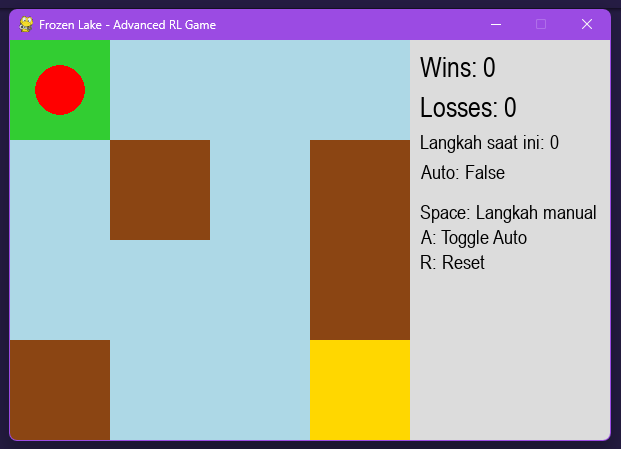 Frozen Lake - Advanced RL Game
Wins: 0
Losses: 0
Langkah saat ini: 0
Auto: False
Space: Langkah manual
A: Toggle Auto
R: Reset